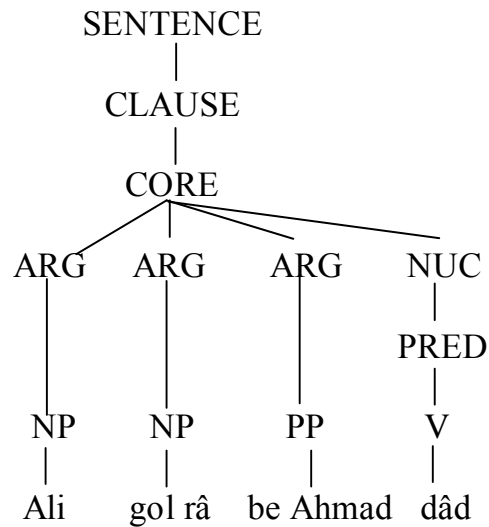 SENTENCE
CLAUSE
CORE
ARG ARG ARG NUC
PRED
NP NP PP V
Ali gol râ be Ahmad dâd